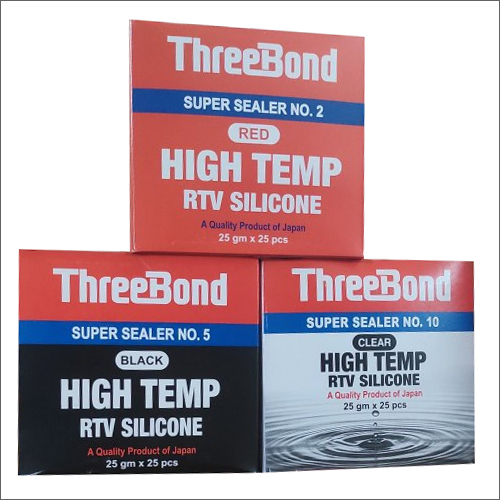 ThreeBond
SUPER SEALER NO. 2
RED
HIGH TEMP
RTV SILICONE
A Quality Product of Japan
25 gm x 25 pcs
ThreeBond
SUPER SEALER NO. 5
BLACK
HIGH TEMP
RTV SILICONE
A Quality Product of Japan
25 gm x 25 pcs
ThreeBond
SUPER SEALER NO. 10
CLEAR
HIGH TEMP
RTV SILICONE
A Quality Product of Japan
25 gm x 25 pcs